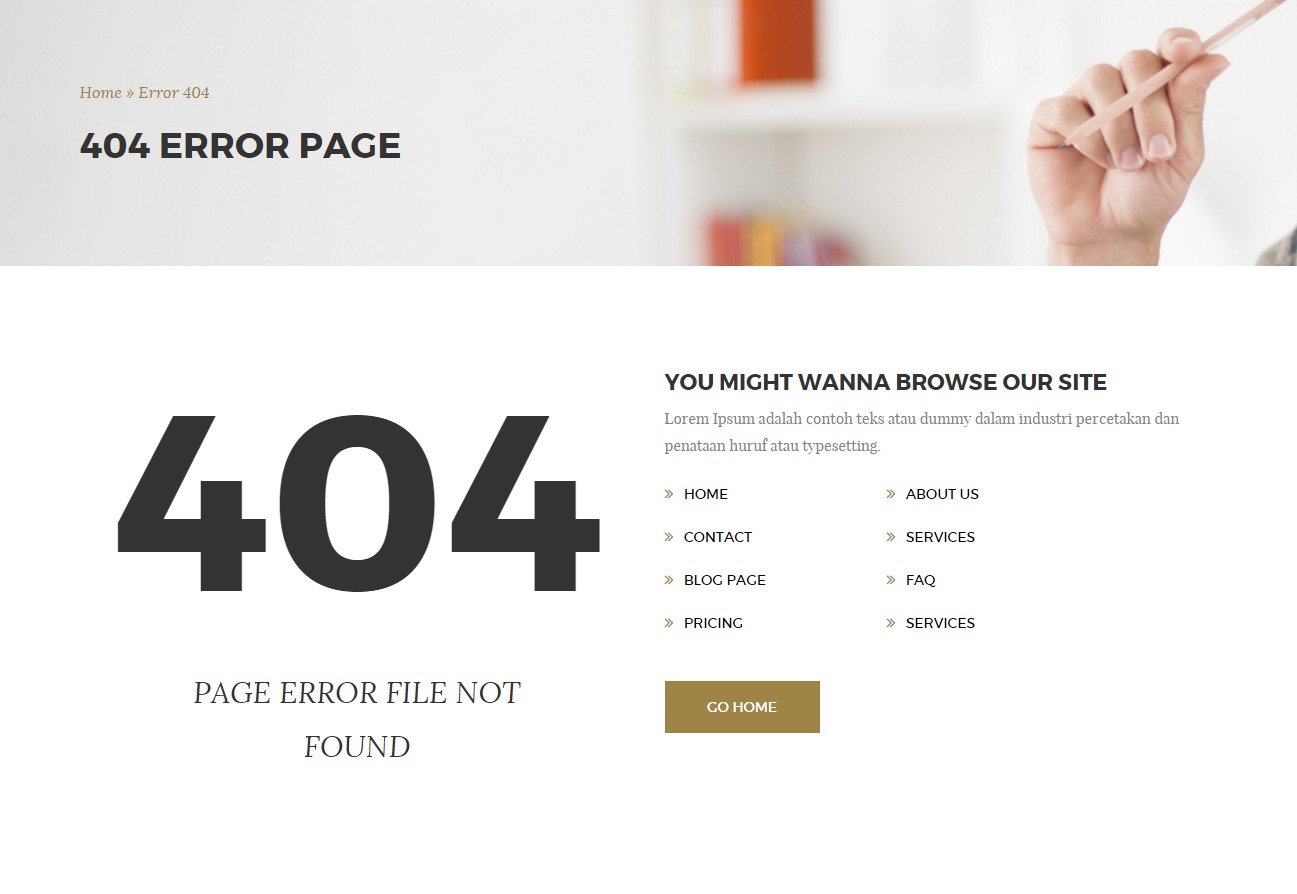 Home » Error 404
404 ERROR PAGE
404
PAGE ERROR FILE NOT
FOUND
YOU MIGHT WANNA BROWSE OUR SITE
Lorem Ipsum adalah contoh teks atau dummy dalam industri percetakan dan
penataan huruf atau typesetting.
» HOME
» ABOUT US
» CONTACT
» SERVICES
» BLOG PAGE
» FAQ
» PRICING
» SERVICES
GO HOME